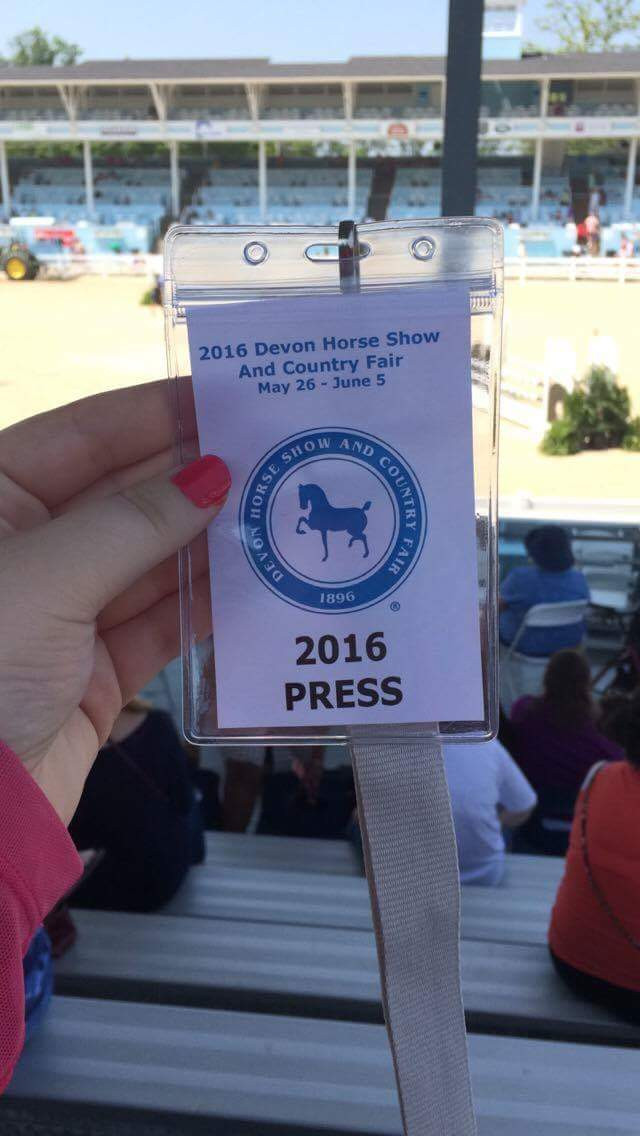 2016 Devon Horse Show
And Country Fair
May 26 - June 5
DEVON HORSE SHOW AND COUNTRY FAIR
1896
®
2016
PRESS